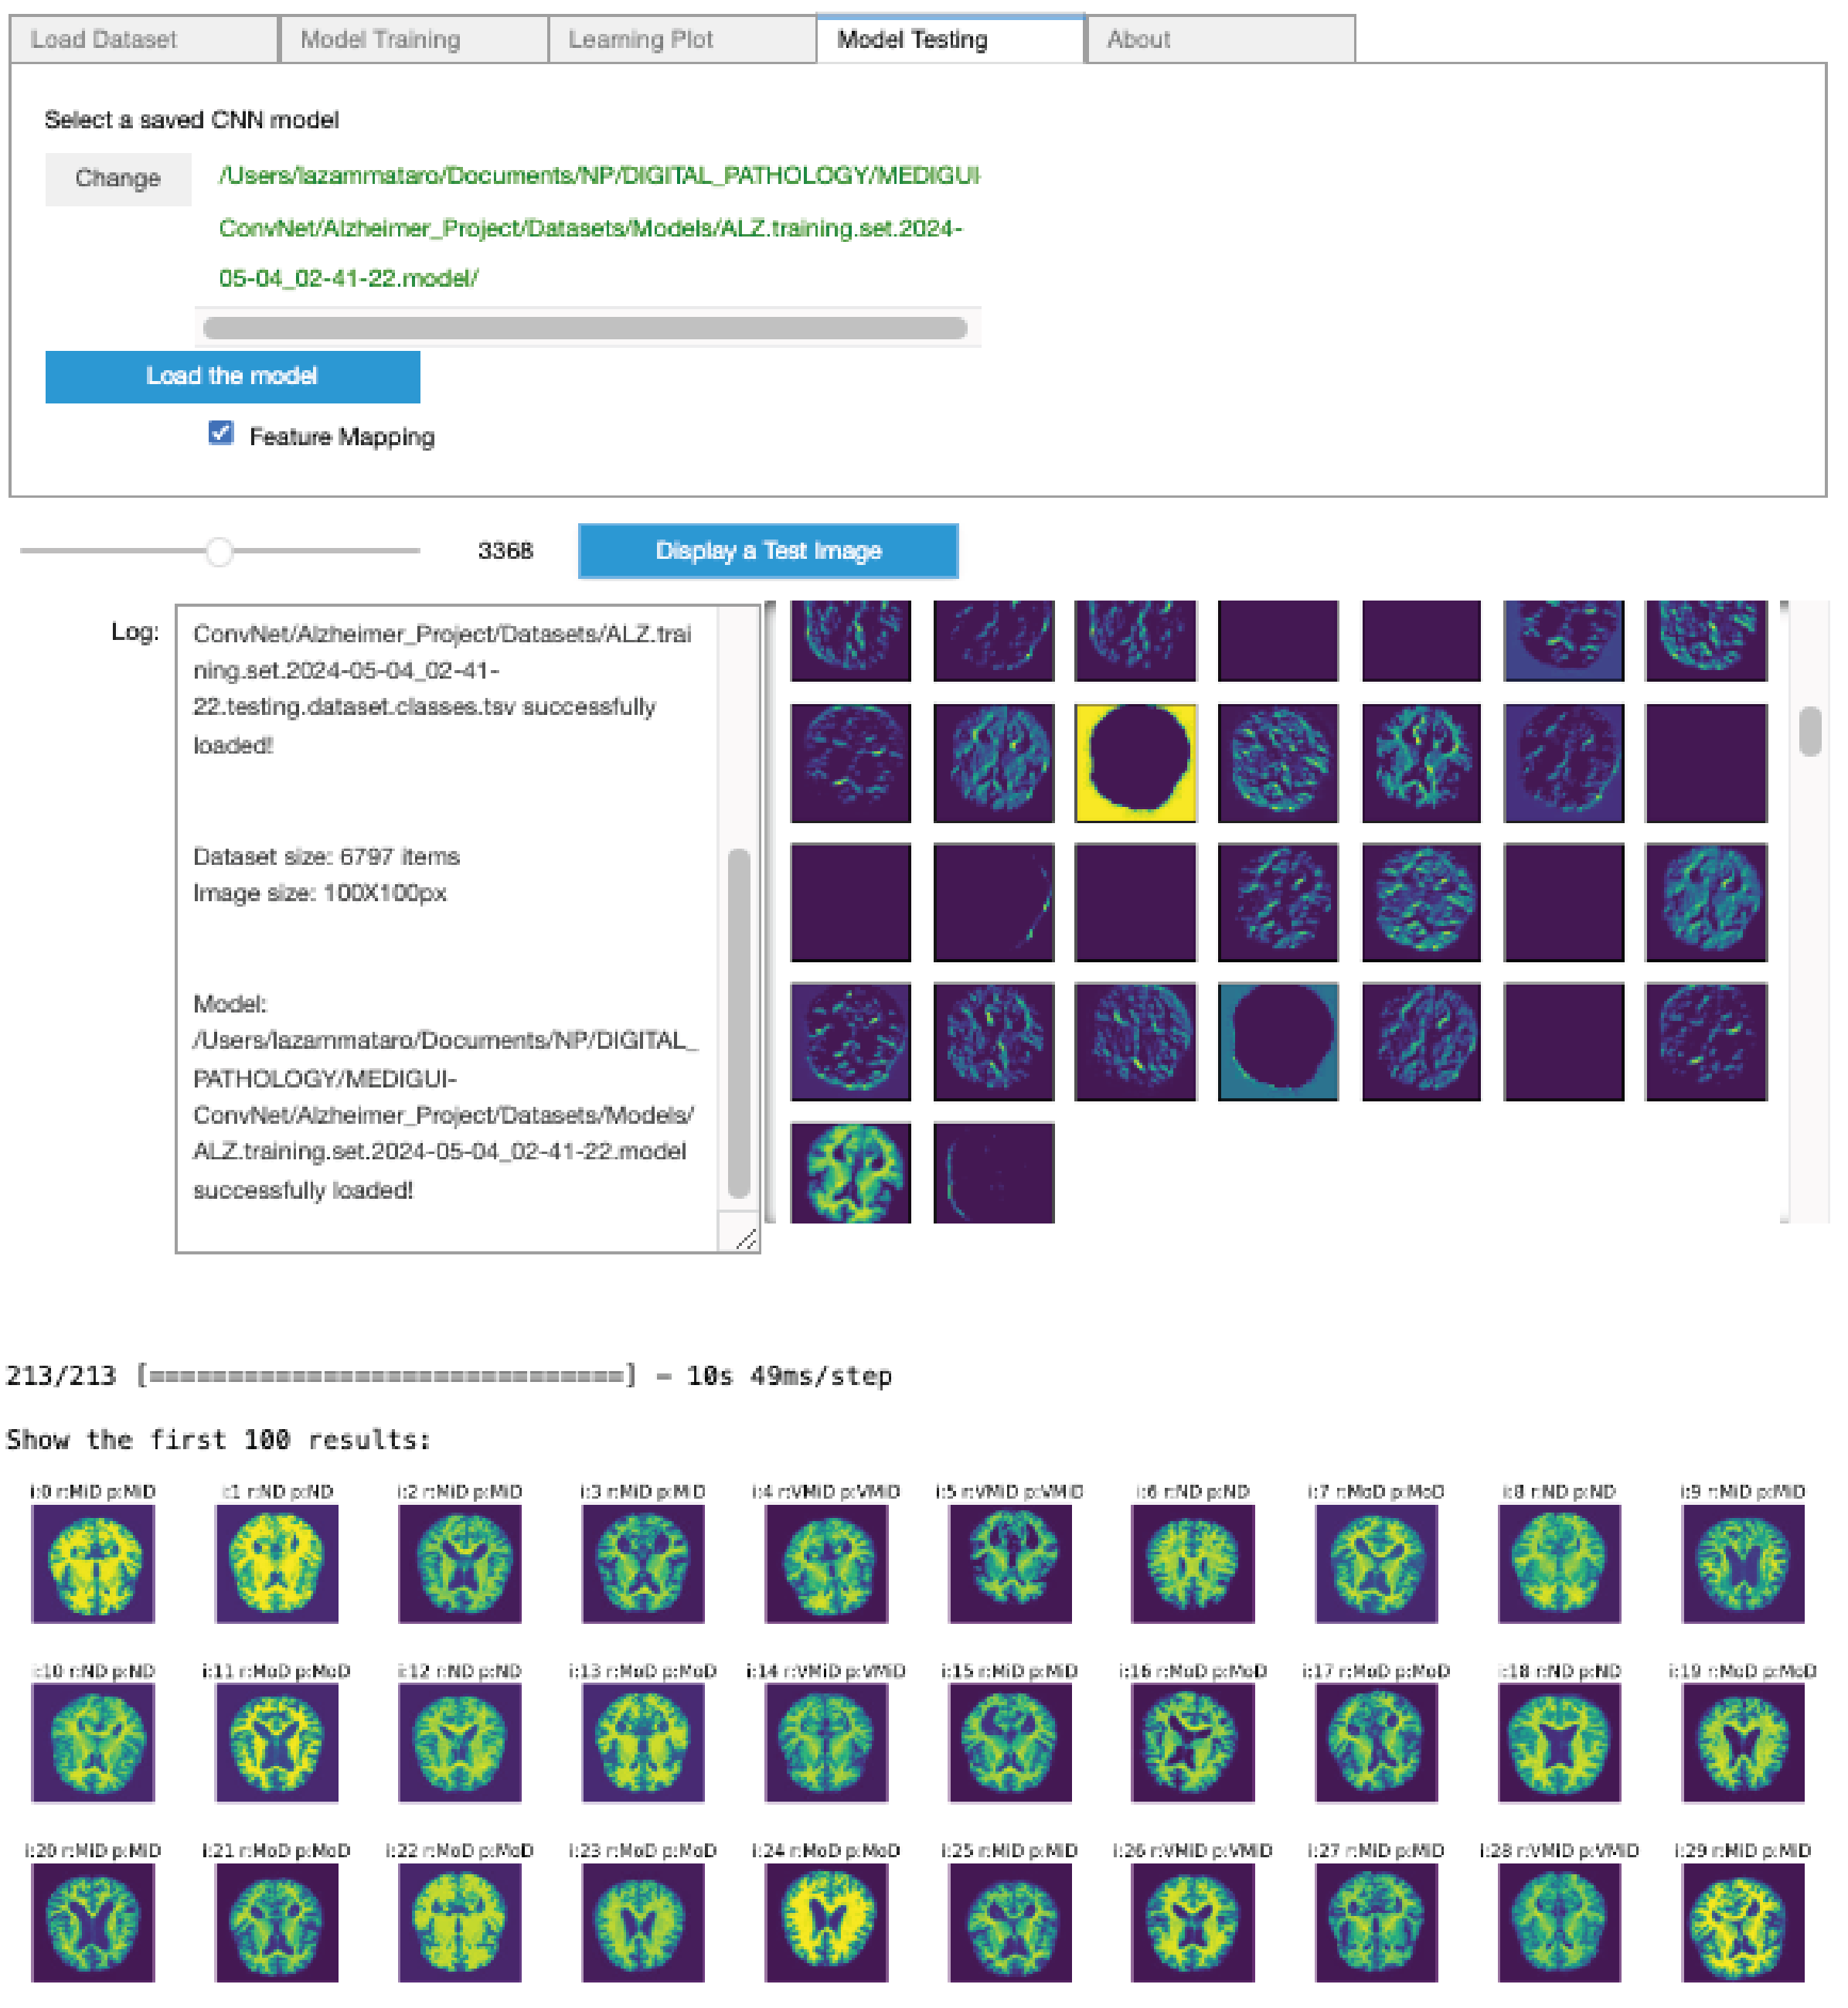 Load Dataset
Model Training
Learning Plot
Model Testing
About
Select a saved CNN model
Change
/Users/lazammataro/Documents/NP/DIGITAL_PATHOLOGY/MEDIGUI-
ConvNet/Alzheimer_Project/Datasets/Models/ALZ.training.set.2024-
05-04_02-41-22.model/
Load the model
Feature Mapping
3368
Display a Test Image
Log:
ConvNet/Alzheimer_Project/Datasets/ALZ.trai
ning.set.2024-05-04_02-41-
22.testing.dataset.classes.tsv successfully
loaded!
Dataset size: 6797 items
Image size: 100X100px
Model:
/Users/lazammataro/Documents/NP/DIGITAL_
PATHOLOGY/MEDIGUI-
ConvNet/Alzheimer_Project/Datasets/Models/
ALZ.training.set.2024-05-04_02-41-22.model
successfully loaded!
213/213 [==============================] - 10s 49ms/step
Show the first 100 results:
i:0 r:MiD p:MiD
i:1 r:ND p:ND
i:2 r:MiD p:MiD
i:3 r:MiD p:MiD
i:4 r:VMiD p:VMiD
i:5 r:VMiD p:VMiD
i:6 r:ND p:ND
i:7 r:MoD p:MoD
i:8 r:ND p:ND
i:9 r:MiD p:MiD
i:10 r:ND p:ND
i:11 r:MoD p:MoD
i:12 r:ND p:ND
i:13 r:MoD p:MoD
i:14 r:VMiD p:VMiD
i:15 r:MiD p:MiD
i:16 r:MoD p:MoD
i:17 r:MoD p:MoD
i:18 r:ND p:ND
i:19 r:MoD p:MoD
i:20 r:MiD p:MiD
i:21 r:MoD p:MoD
i:22 r:MoD p:MoD
i:23 r:MoD p:MoD
i:24 r:MoD p:MoD
i:25 r:MiD p:MiD
i:26 r:VMiD p:VMiD
i:27 r:MiD p:MiD
i:28 r:VMiD p:VMiD
i:29 r:MiD p:MiD